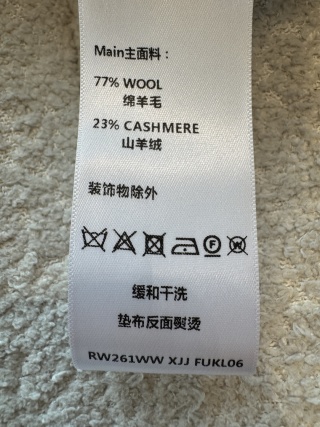 Main主面料：
77% WOOL
绵羊毛
23% CASHMERE
山羊绒
装饰物除外
F W
缓和干洗
垫布反面熨烫
RW261WW XJJ FUKL06